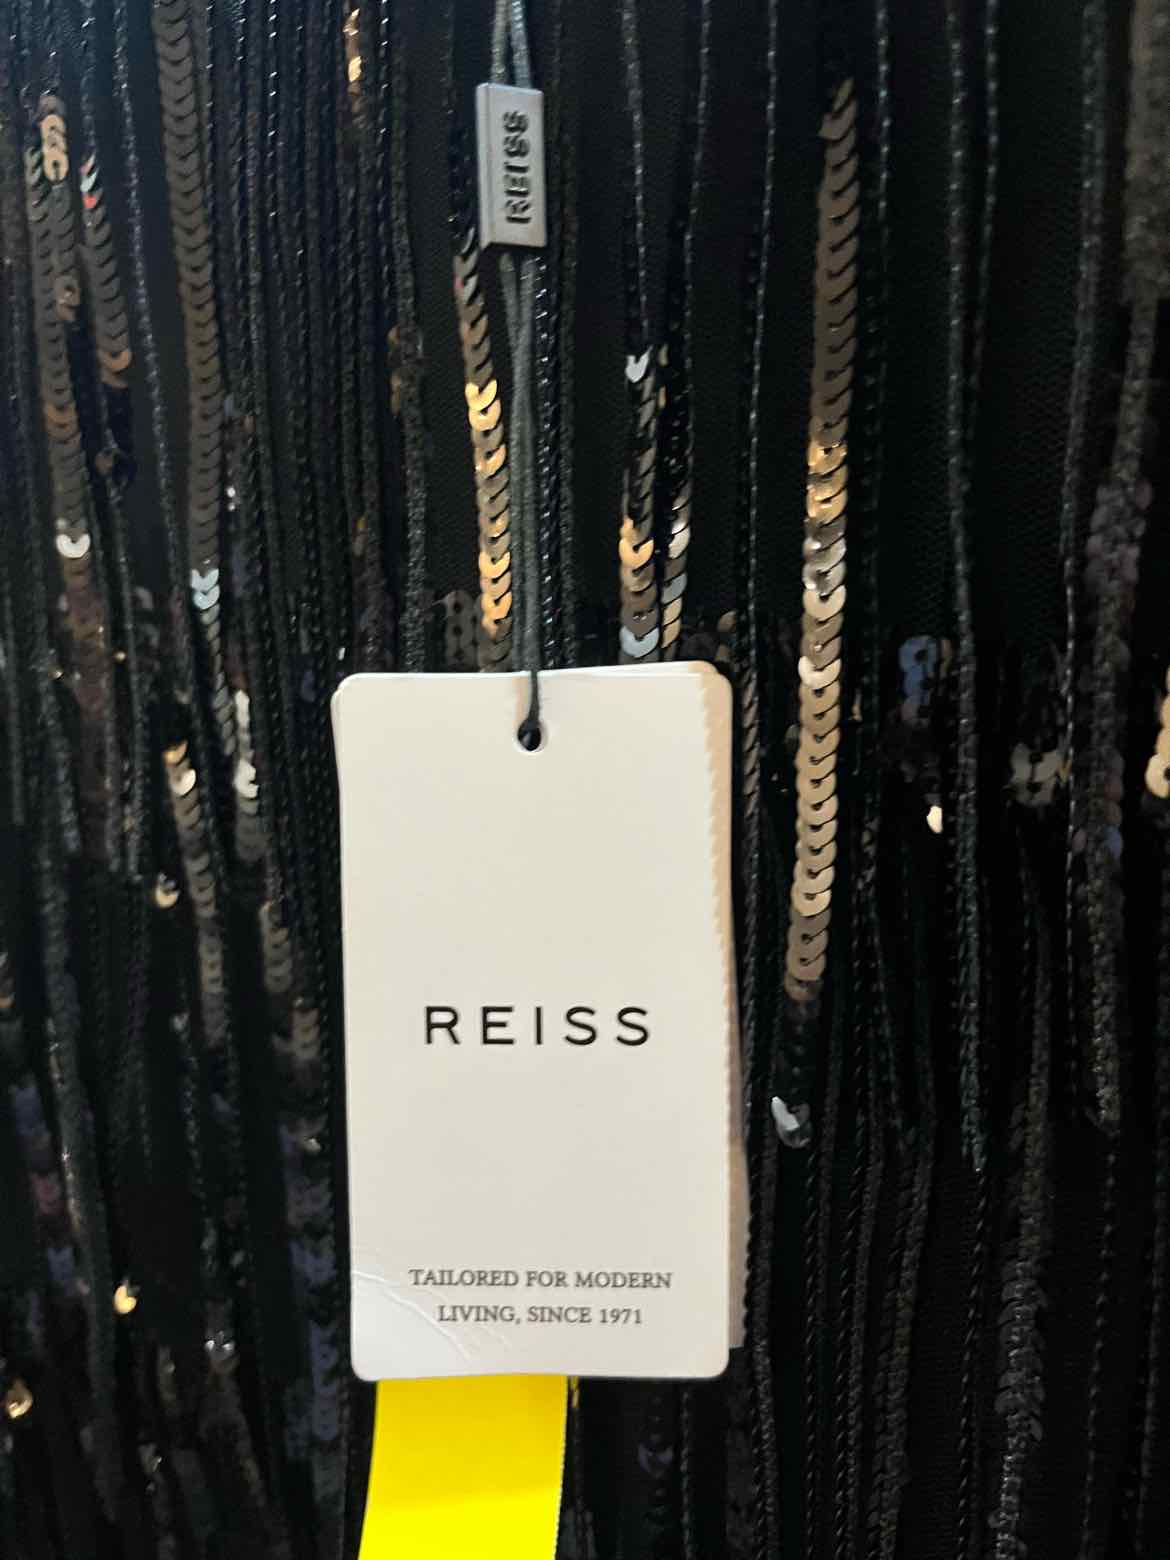 REISS
REISS
TAILORED FOR MODERN
LIVING, SINCE 1971